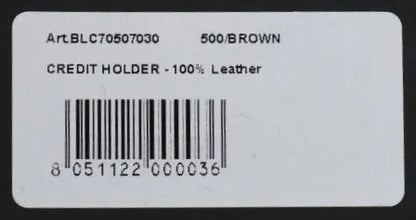 Art.BLC70507030 500/BROWN
CREDIT HOLDER - 100% Leather
8 051122 000036